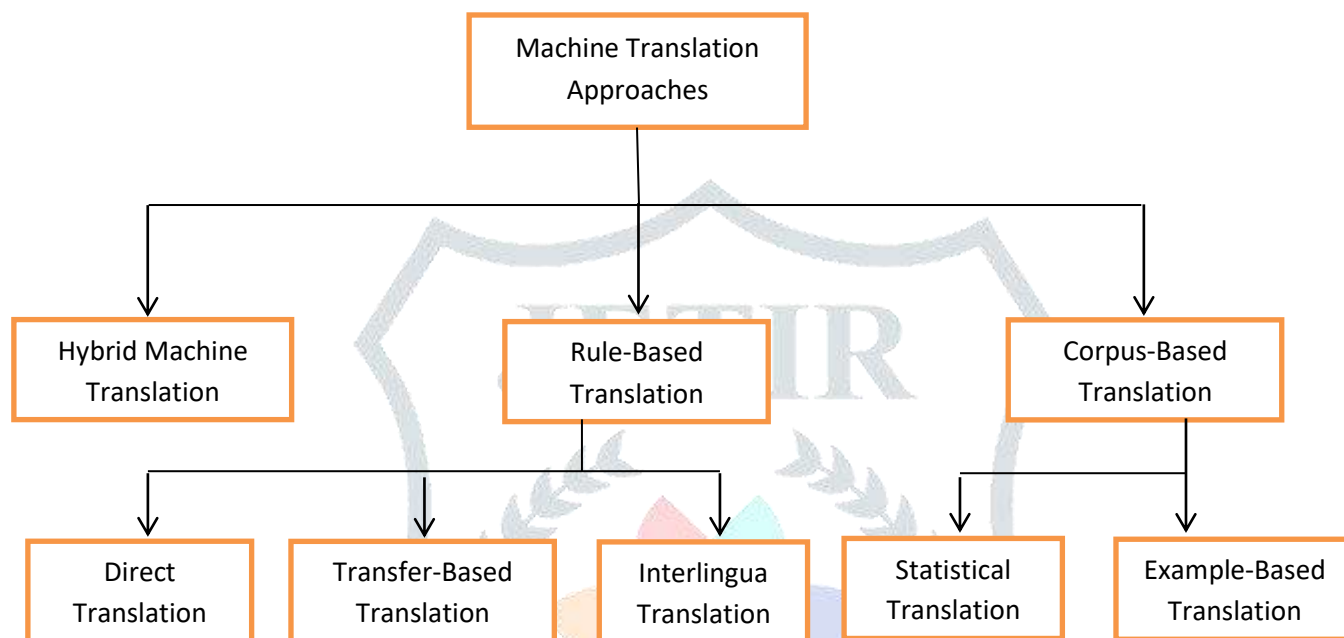 Machine Translation
Approaches
Hybrid Machine
Translation
Rule-Based
Translation
Corpus-Based
Translation
JETIR
Direct
Translation
Transfer-Based
Translation
Interlingua
Translation
Statistical
Translation
Example-Based
Translation